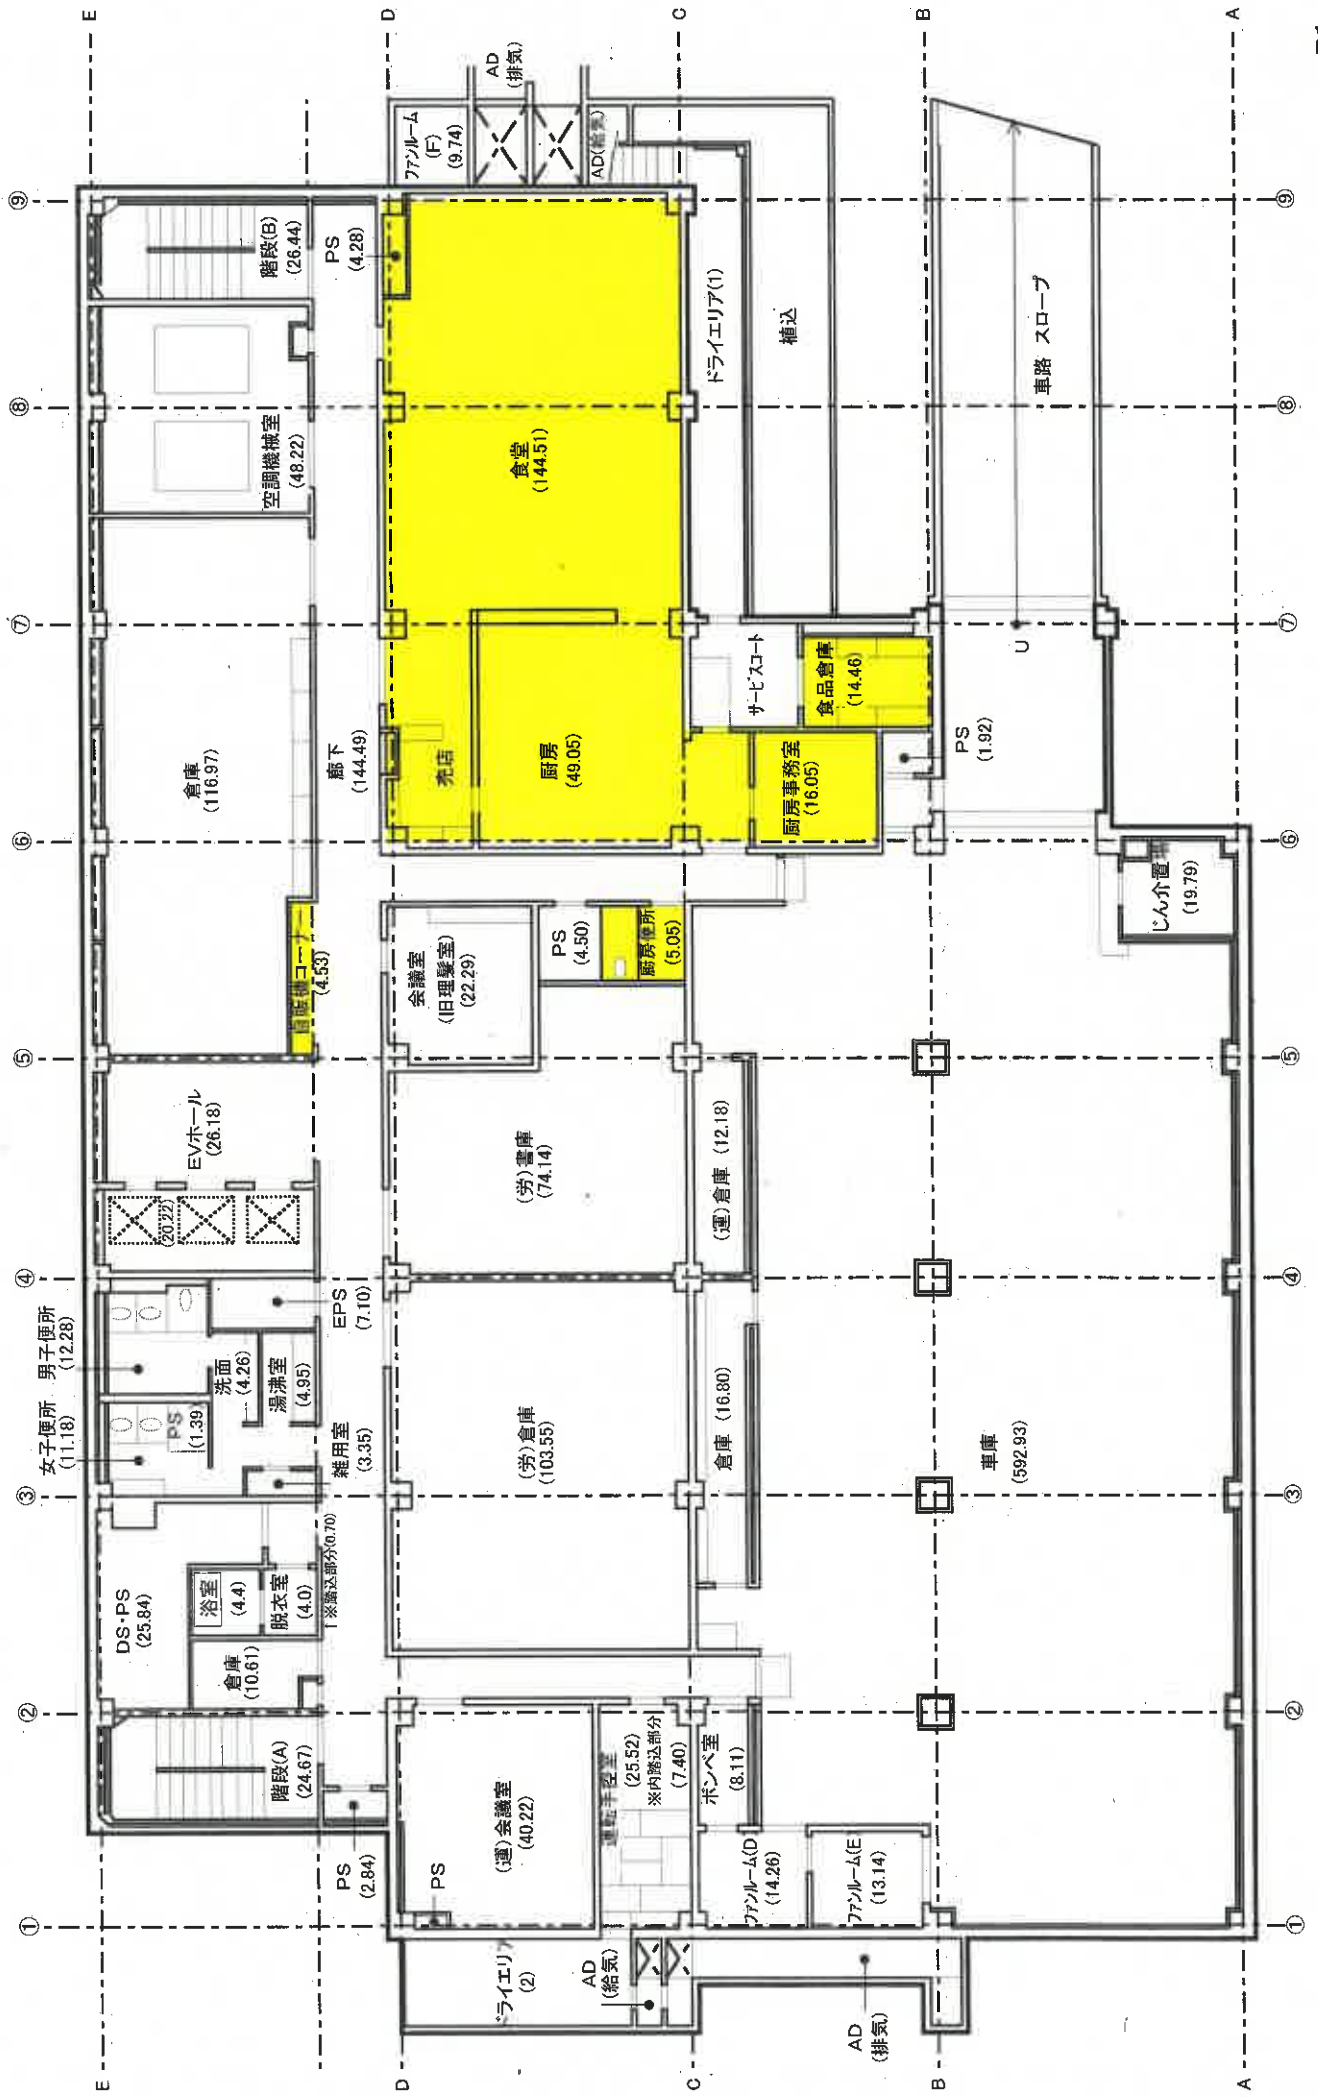 E
D
C
B
A
⑨
⑧
⑦
⑥
⑤
④
③
②
①
階段(B)
(26.44)
PS
(4.28)
空調機械室
(48.22)
倉庫
(116.97)
廊下
(144.49)
自販機コーナー
(4.53)
EVホール
(26.18)
(20.22)
男子便所
(12.28)
女子便所
(11.18)
PS
(1.39)
洗面
(4.26)
湯沸室
(4.95)
EPS
(7.10)
雑用室
(3.35)
DS・PS
(25.84)
浴室
(4.4)
脱衣室
(4.0)
↑※踏込部分(0.70)
倉庫
(10.61)
階段(A)
(24.67)
PS
(2.84)
ファンルーム
(F)
(9.74)
AD
(排気)
AD(給気)
食堂
(144.51)
売店
厨房
(49.05)
会議室
(旧理髪室)
(22.29)
PS
(4.50)
厨房便所
(5.05)
(労)書庫
(74.14)
(労)倉庫
(103.55)
(運)会議室
(40.22)
PS
運転手控室
(25.52)
※内踏込部分
(7.40)
ドライエリア
(2)
AD
(給気)
ドライエリア(1)
植込
サービスコート
食品倉庫
(14.46)
厨房事務室
(16.05)
PS
(1.92)
車路 スロープ
U
じん介置場
(19.79)
(運)倉庫 (12.18)
倉庫 (16.80)
車庫
(592.93)
ボンベ室
(8.11)
ファンルーム(D)
(14.26)
ファンルーム(E)
(13.14)
AD
(排気)
E
D
C
B
A
⑨
⑧
⑦
⑥
⑤
④
③
②
①